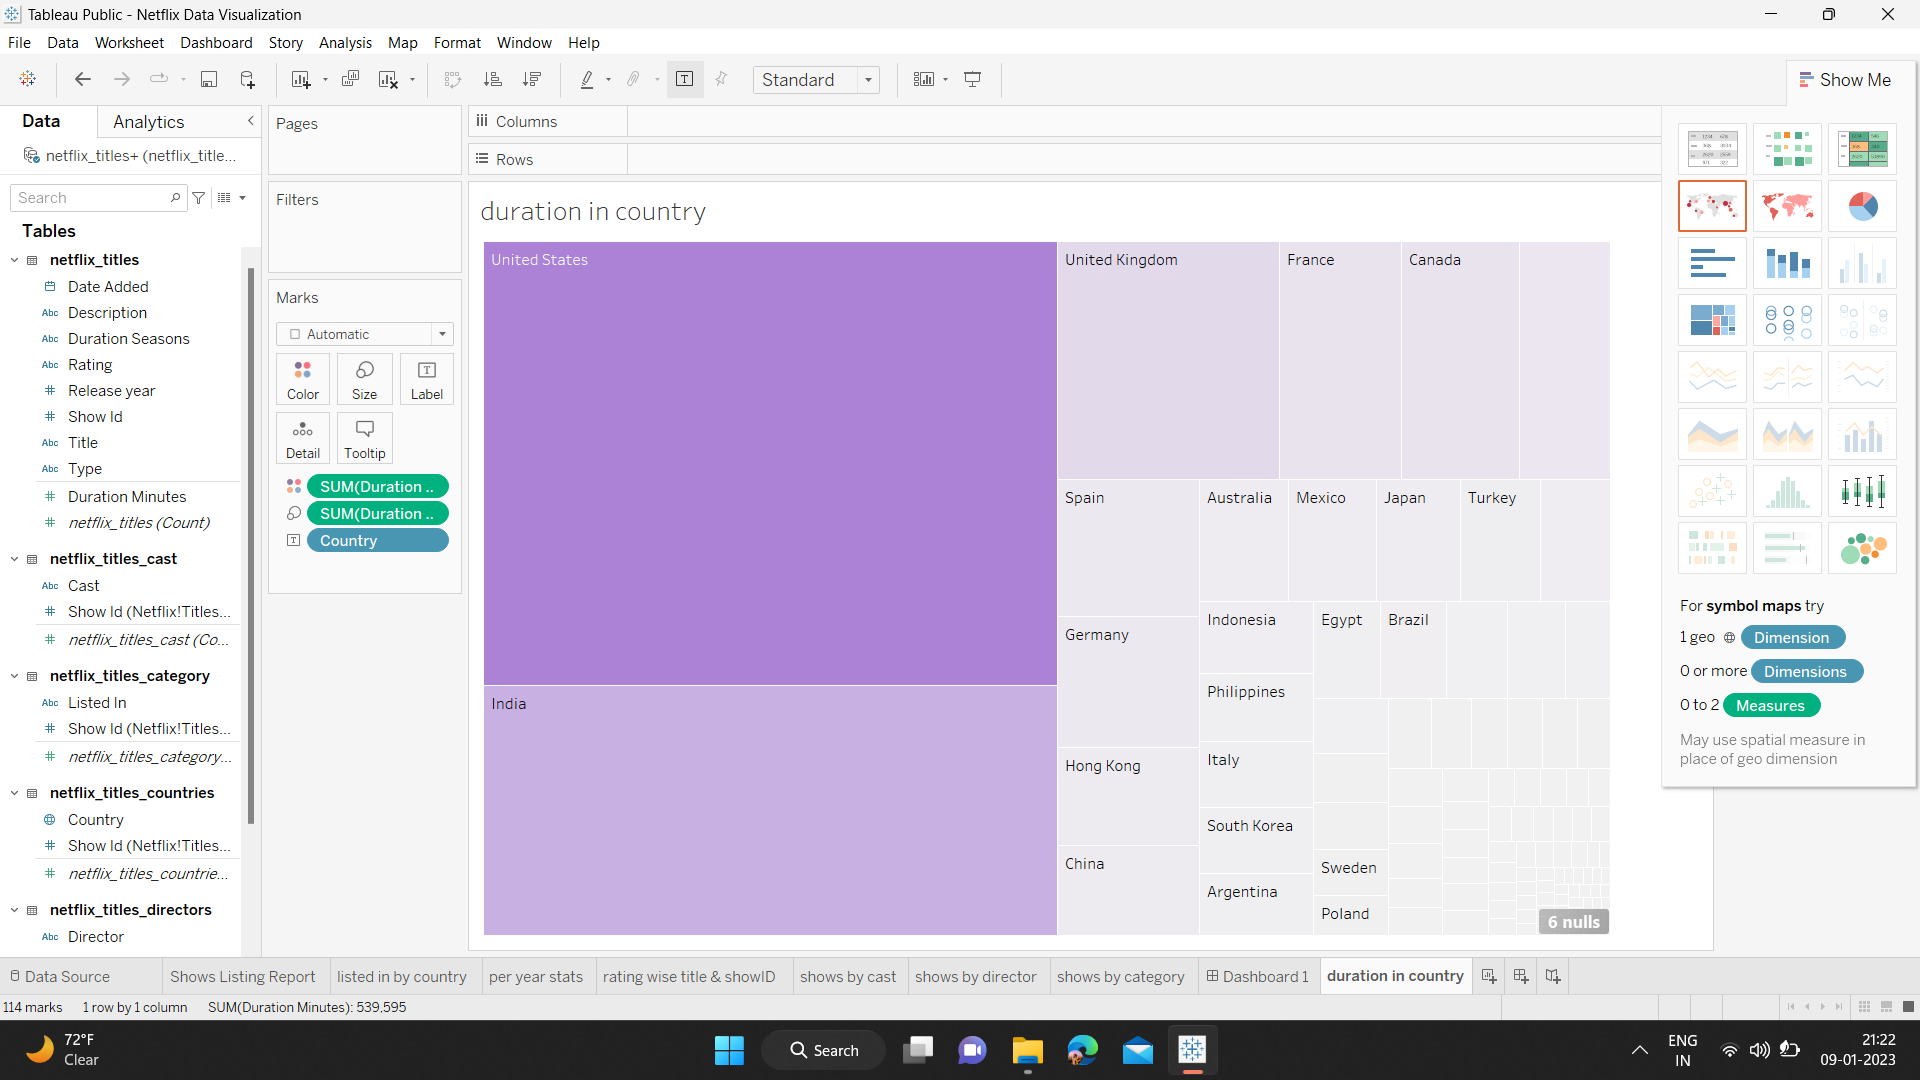 Tableau Public - Netflix Data Visualization
File Data Worksheet Dashboard Story Analysis Map Format Window Help
Standard
Show Me
Data Analytics
netflix_titles+ (netflix_title...
Search
Tables
netflix_titles
Date Added
Abc Description
Abc Duration Seasons
Abc Rating
# Release year
# Show Id
Abc Title
Abc Type
# Duration Minutes
# netflix_titles (Count)
netflix_titles_cast
Abc Cast
# Show Id (Netflix!Titles...
# netflix_titles_cast (Co...
netflix_titles_category
Abc Listed In
# Show Id (Netflix!Titles...
# netflix_titles_category...
netflix_titles_countries
Country
# Show Id (Netflix!Titles...
# netflix_titles_countrie...
netflix_titles_directors
Abc Director
Pages
Filters
Marks
Automatic
Color Size Label
Detail Tooltip
SUM(Duration ..
SUM(Duration ..
Country
Columns
Rows
duration in country
United States
India
United Kingdom
France
Canada
Spain
Australia
Mexico
Japan
Turkey
Germany
Indonesia
Egypt
Brazil
Philippines
Hong Kong
Italy
South Korea
China
Sweden
Argentina
Poland
6 nulls
For symbol maps try
1 geo Dimension
0 or more Dimensions
0 to 2 Measures
May use spatial measure in
place of geo dimension
Data Source Shows Listing Report listed in by country per year stats rating wise title & showID shows by cast shows by director shows by category Dashboard 1 duration in country
114 marks 1 row by 1 column SUM(Duration Minutes): 539,595
72°F
Clear
Search
ENG
IN
21:22
09-01-2023